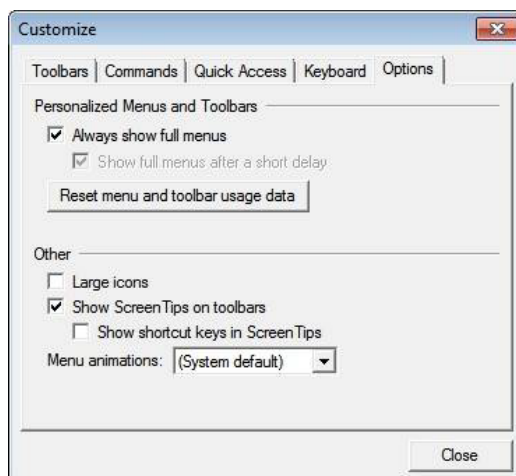 Customize
Toolbars Commands Quick Access Keyboard Options
Personalized Menus and Toolbars
Always show full menus
Show full menus after a short delay
Reset menu and toolbar usage data
Other
Large icons
Show ScreenTips on toolbars
Show shortcut keys in ScreenTips
Menu animations: (System default)
Close